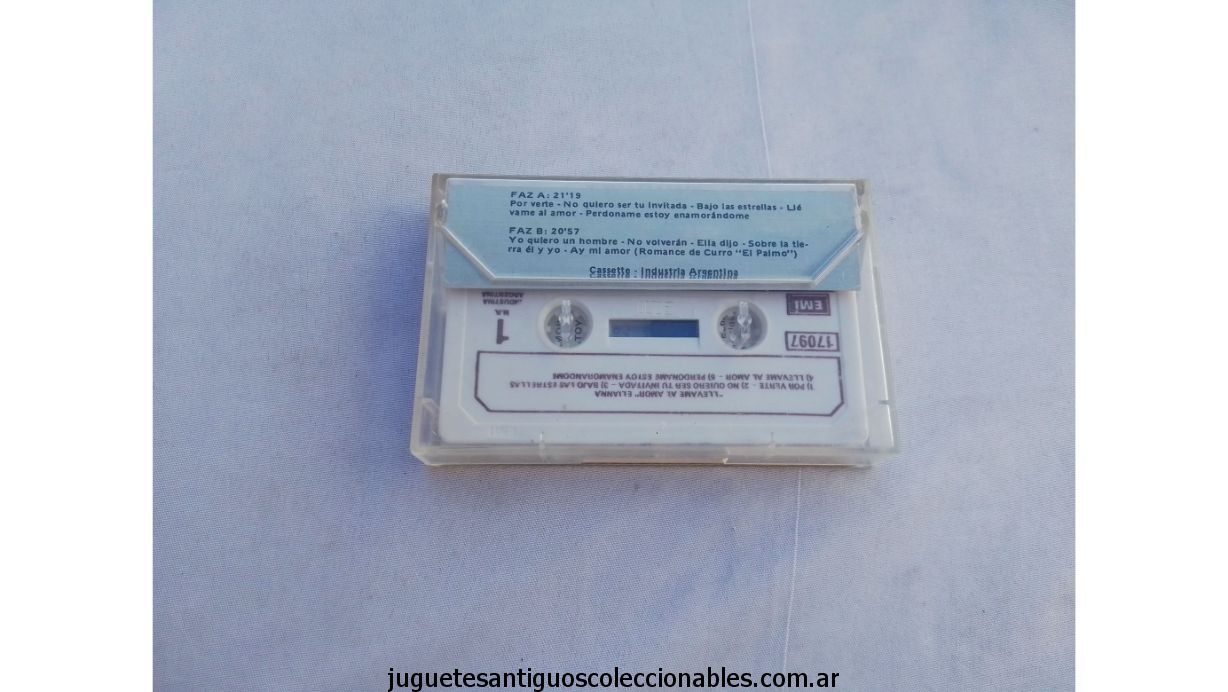 FAZ A: 21'19
Por verte - No quiero ser tu invitada - Bajo las estrellas - Llé
vame al amor - Perdoname estoy enamorándome
FAZ B: 20'57
Yo quiero un hombre - No volverán - Ella dijo - Sobre la tie-
rra él y yo - Ay mi amor (Romance de Curro "El Palmo")
Cassette - Industria Argentina
"LLEVAME AL AMOR" ELIANNA
1) POR VERTE - 2) NO QUIERO SER TU INVITADA - 3) BAJO LAS ESTRELLAS
4) LLEVAME AL AMOR - 5) PERDONAME ESTOY ENAMORANDOME
17097
1
EMI
INDUSTRIA
ARGENTINA
juguetesantiguoscoleccionables.com.ar